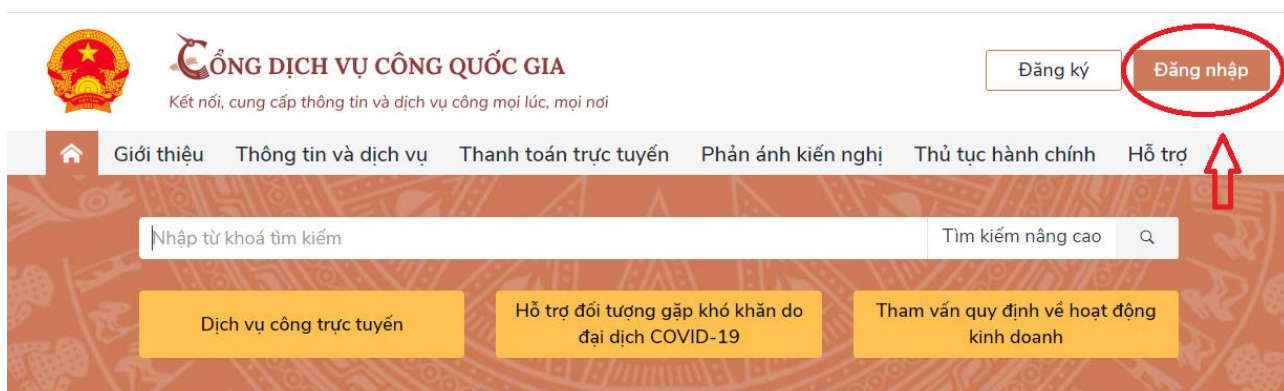 CỔNG DỊCH VỤ CÔNG QUỐC GIA
Kết nối, cung cấp thông tin và dịch vụ công mọi lúc, mọi nơi
Đăng ký
Đăng nhập
Giới thiệu Thông tin và dịch vụ Thanh toán trực tuyến Phản ánh kiến nghị Thủ tục hành chính Hỗ trợ
Nhập từ khoá tìm kiếm
Tìm kiếm nâng cao
Dịch vụ công trực tuyến
Hỗ trợ đối tượng gặp khó khăn do
đại dịch COVID-19
Tham vấn quy định về hoạt động
kinh doanh